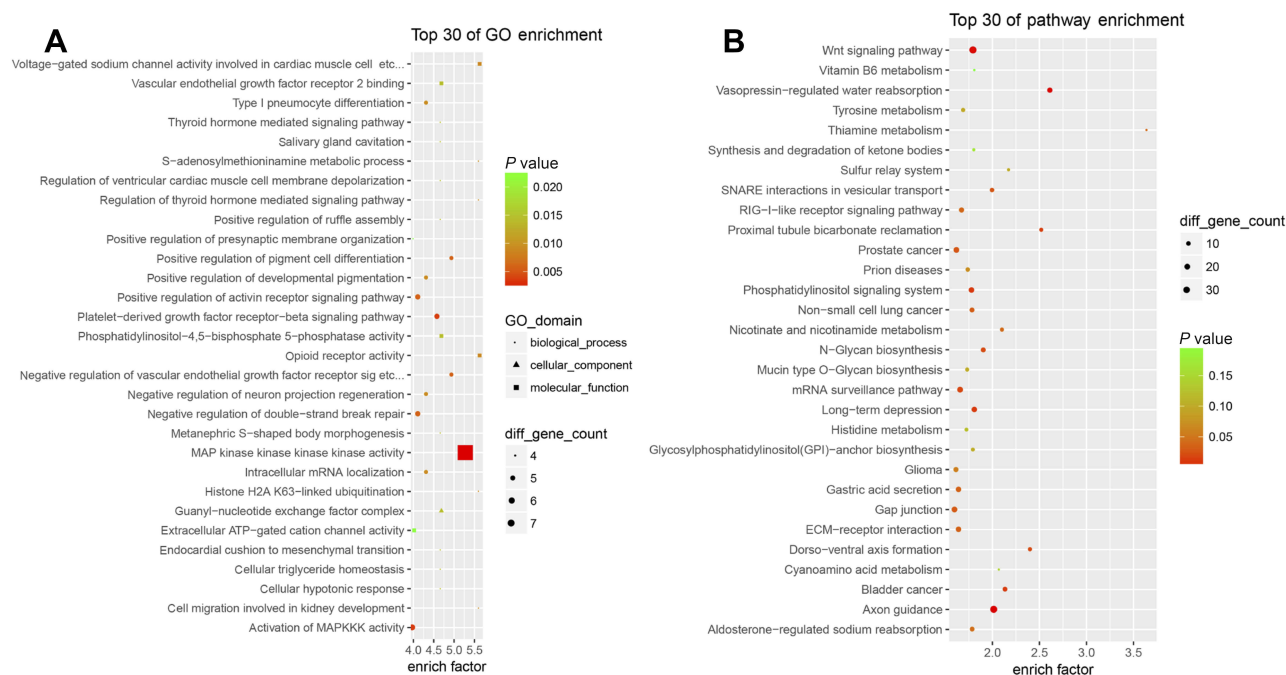 A
Top 30 of GO enrichment
Voltage-gated sodium channel activity involved in cardiac muscle cell etc...
Vascular endothelial growth factor receptor 2 binding
Type I pneumocyte differentiation
Thyroid hormone mediated signaling pathway
Salivary gland cavitation
S-adenosylmethioninamine metabolic process
Regulation of ventricular cardiac muscle cell membrane depolarization
Regulation of thyroid hormone mediated signaling pathway
Positive regulation of ruffle assembly
Positive regulation of presynaptic membrane organization
Positive regulation of pigment cell differentiation
Positive regulation of developmental pigmentation
Positive regulation of activin receptor signaling pathway
Platelet-derived growth factor receptor-beta signaling pathway
Phosphatidylinositol-4,5-bisphosphate 5-phosphatase activity
Opioid receptor activity
Negative regulation of vascular endothelial growth factor receptor sig etc...
Negative regulation of neuron projection regeneration
Negative regulation of double-strand break repair
Metanephric S-shaped body morphogenesis
MAP kinase kinase kinase kinase activity
Intracellular mRNA localization
Histone H2A K63-linked ubiquitination
Guanyl-nucleotide exchange factor complex
Extracellular ATP-gated cation channel activity
Endocardial cushion to mesenchymal transition
Cellular triglyceride homeostasis
Cellular hypotonic response
Cell migration involved in kidney development
Activation of MAPKKK activity
4.0 4.5 5.0 5.5
enrich factor
P value
0.020
0.015
0.010
0.005
GO_domain
biological_process
cellular_component
molecular_function
diff_gene_count
4
5
6
7
B
Top 30 of pathway enrichment
Wnt signaling pathway
Vitamin B6 metabolism
Vasopressin-regulated water reabsorption
Tyrosine metabolism
Thiamine metabolism
Synthesis and degradation of ketone bodies
Sulfur relay system
SNARE interactions in vesicular transport
RIG-I-like receptor signaling pathway
Proximal tubule bicarbonate reclamation
Prostate cancer
Prion diseases
Phosphatidylinositol signaling system
Non-small cell lung cancer
Nicotinate and nicotinamide metabolism
N-Glycan biosynthesis
Mucin type O-Glycan biosynthesis
mRNA surveillance pathway
Long-term depression
Histidine metabolism
Glycosylphosphatidylinositol(GPI)-anchor biosynthesis
Glioma
Gastric acid secretion
Gap junction
ECM-receptor interaction
Dorso-ventral axis formation
Cyanoamino acid metabolism
Bladder cancer
Axon guidance
Aldosterone-regulated sodium reabsorption
2.0 2.5 3.0 3.5
enrich factor
diff_gene_count
10
20
30
P value
0.15
0.10
0.05